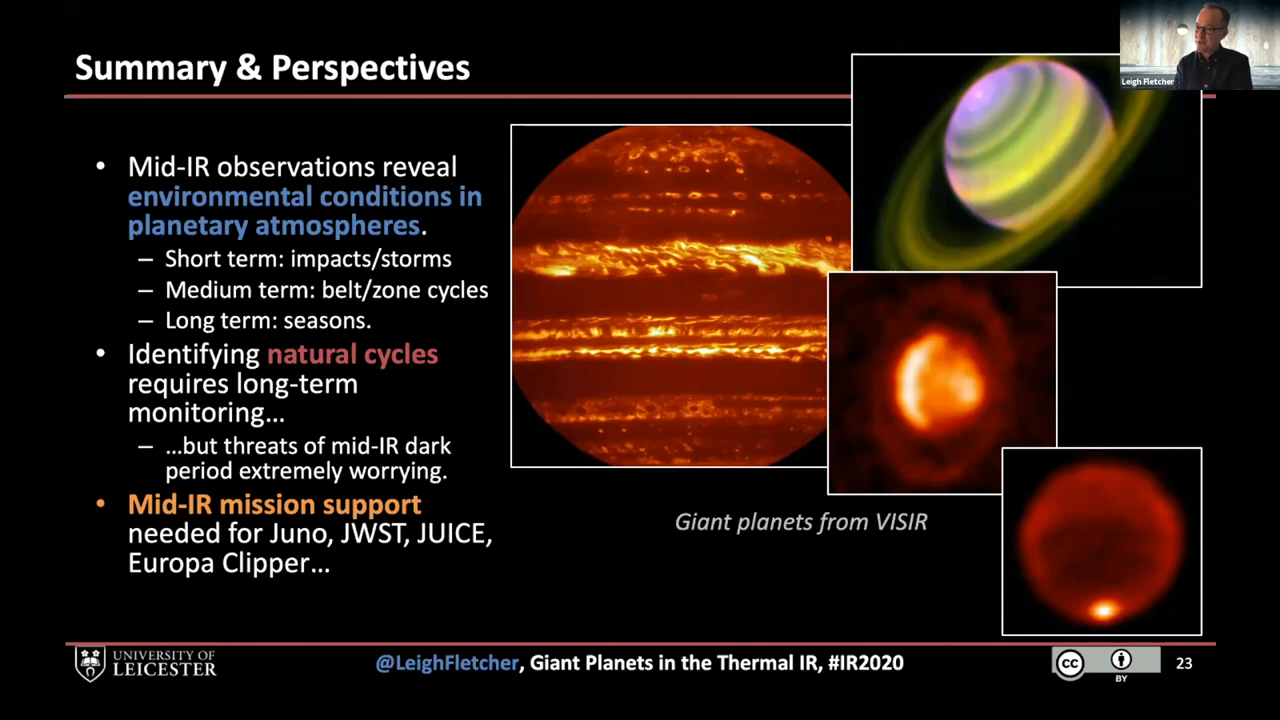 Summary & Perspectives
Leigh Fletcher
• Mid-IR observations reveal
environmental conditions in
planetary atmospheres.
– Short term: impacts/storms
– Medium term: belt/zone cycles
– Long term: seasons.
• Identifying natural cycles
requires long-term
monitoring…
– …but threats of mid-IR dark
period extremely worrying.
• Mid-IR mission support
needed for Juno, JWST, JUICE,
Europa Clipper…
Giant planets from VISIR
UNIVERSITY OF
LEICESTER
@LeighFletcher, Giant Planets in the Thermal IR, #IR2020
cc
BY
23